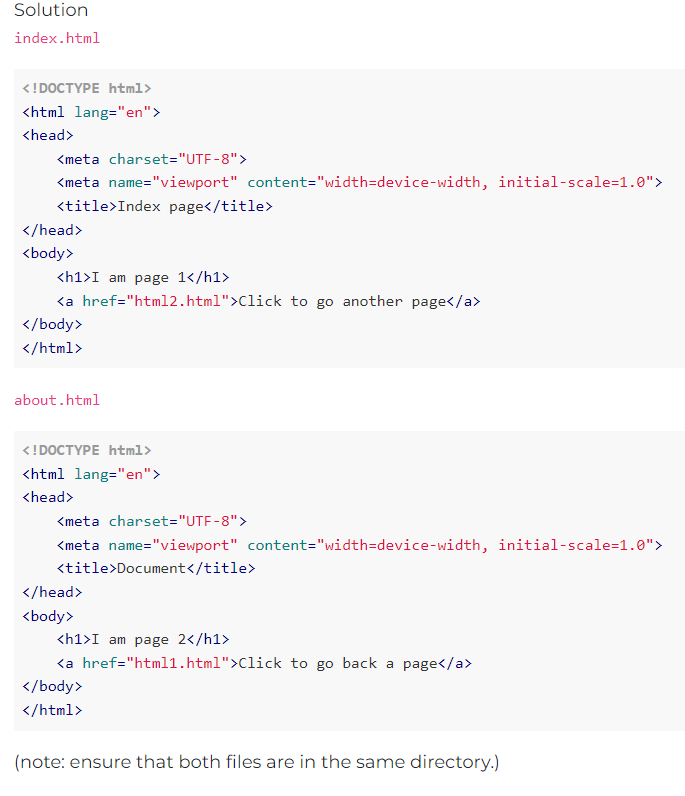 Solution
index.html
<!DOCTYPE html>
<html lang="en">
<head>
    <meta charset="UTF-8">
    <meta name="viewport" content="width=device-width, initial-scale=1.0">
    <title>Index page</title>
</head>
<body>
    <h1>I am page 1</h1>
    <a href="html2.html">Click to go another page</a>
</body>
</html>
about.html
<!DOCTYPE html>
<html lang="en">
<head>
    <meta charset="UTF-8">
    <meta name="viewport" content="width=device-width, initial-scale=1.0">
    <title>Document</title>
</head>
<body>
    <h1>I am page 2</h1>
    <a href="html1.html">Click to go back a page</a>
</body>
</html>
(note: ensure that both files are in the same directory.)